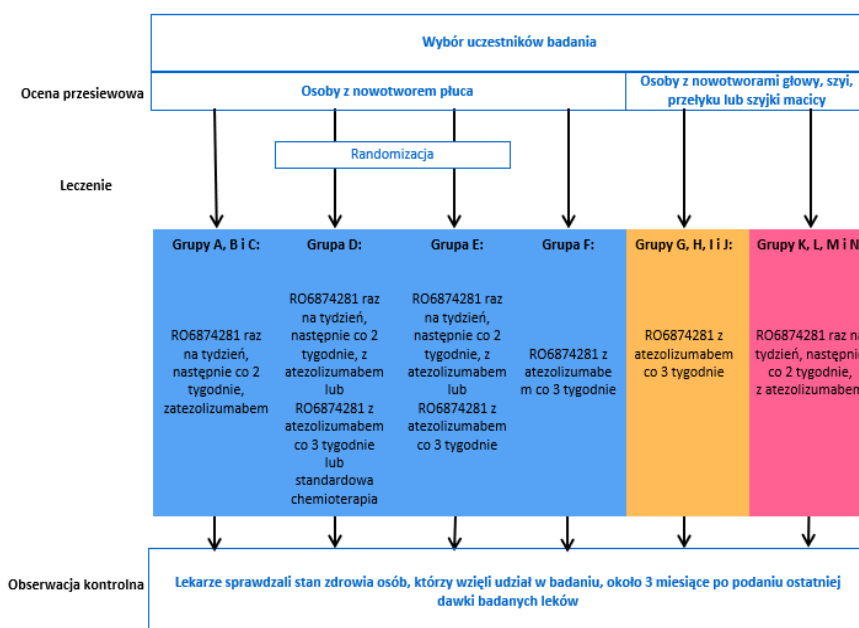 Wybór uczestników badania
Ocena przesiewowa
Osoby z nowotworem płuca
Osoby z nowotworami głowy, szyi,
przełyku lub szyjki macicy
Randomizacja
Leczenie
Grupy A, B i C:
RO6874281 raz
na tydzień,
następnie co 2
tygodnie,
zatezolizumabem
Grupa D:
RO6874281 raz
na tydzień,
następnie co 2
tygodnie, z
atezolizumabem
lub
RO6874281 z
atezolizumabem
co 3 tygodnie
lub
standardowa
chemioterapia
Grupa E:
RO6874281 raz
na tydzień,
następnie co 2
tygodnie, z
atezolizumabem
lub
RO6874281 z
atezolizumabem
co 3 tygodnie
Grupa F:
RO6874281 z
atezolizumabe
m co 3 tygodnie
Grupy G, H, I i J:
RO6874281 z
atezolizumabem
co 3 tygodnie
Grupy K, L, M i N
RO6874281 raz na
tydzień, następnie
co 2 tygodnie,
z atezolizumabem
Obserwacja kontrolna
Lekarze sprawdzali stan zdrowia osób, którzy wzięli udział w badaniu, około 3 miesiące po podaniu ostatniej
dawki badanych leków